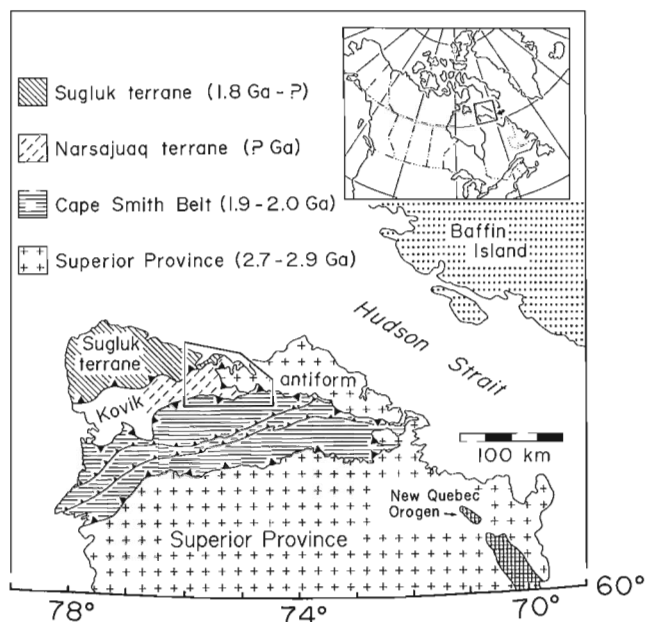 Sugluk terrane (1.8 Ga - ?)
Narsajuaq terrane (? Ga)
Cape Smith Belt (1.9 - 2.0 Ga)
Superior Province (2.7 - 2.9 Ga)
Baffin
Island
Hudson
Strait
Sugluk
terrane
Kovik
antiform
100 km
New Quebec
Orogen
Superior Province
60°
78°
74°
70°